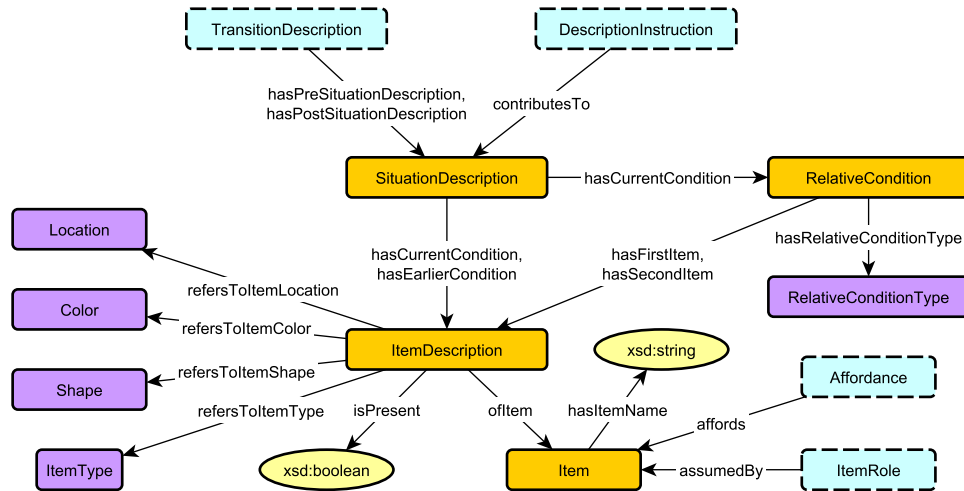 TransitionDescription
DescriptionInstruction
hasPreSituationDescription,
hasPostSituationDescription
contributesTo
SituationDescription
hasCurrentCondition
RelativeCondition
Location
hasCurrentCondition,
hasEarlierCondition
hasFirstItem,
hasSecondItem
hasRelativeConditionType
refersToItemLocation
RelativeConditionType
Color
refersToItemColor
ItemDescription
xsd:string
Shape
refersToItemShape
Affordance
refersToItemType
isPresent
ofItem
hasItemName
affords
ItemType
xsd:boolean
Item
assumedBy
ItemRole